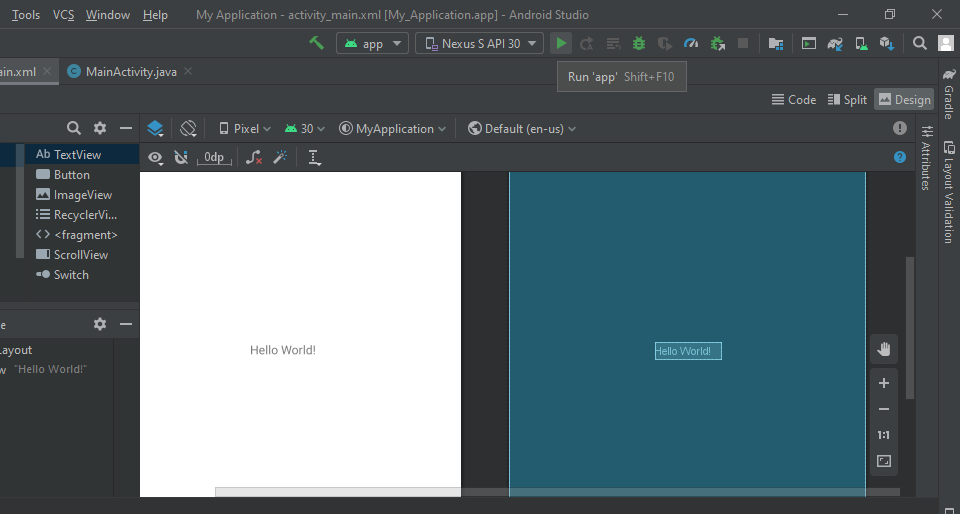 Tools VCS Window Help My Application - activity_main.xml [My_Application.app] - Android Studio
app Nexus S API 30
ain.xml MainActivity.java
Run 'app' Shift+F10
Code Split Design
Pixel 30 MyApplication Default (en-us)
0dp
Ab TextView
Button
ImageView
RecyclerVi...
<fragment>
ScrollView
Switch
e
Layout
w "Hello World!"
Hello World!
Hello World!
1:1
Attributes
Gradle
Layout Validation